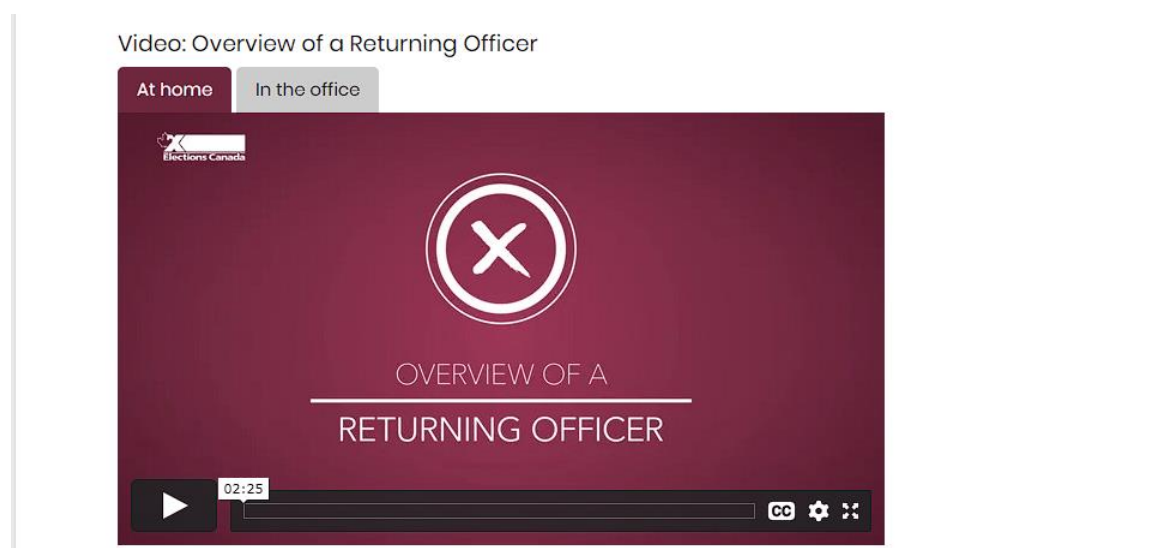 Video: Overview of a Returning Officer
At home
In the office
Elections Canada
OVERVIEW OF A
RETURNING OFFICER
02:25
CC